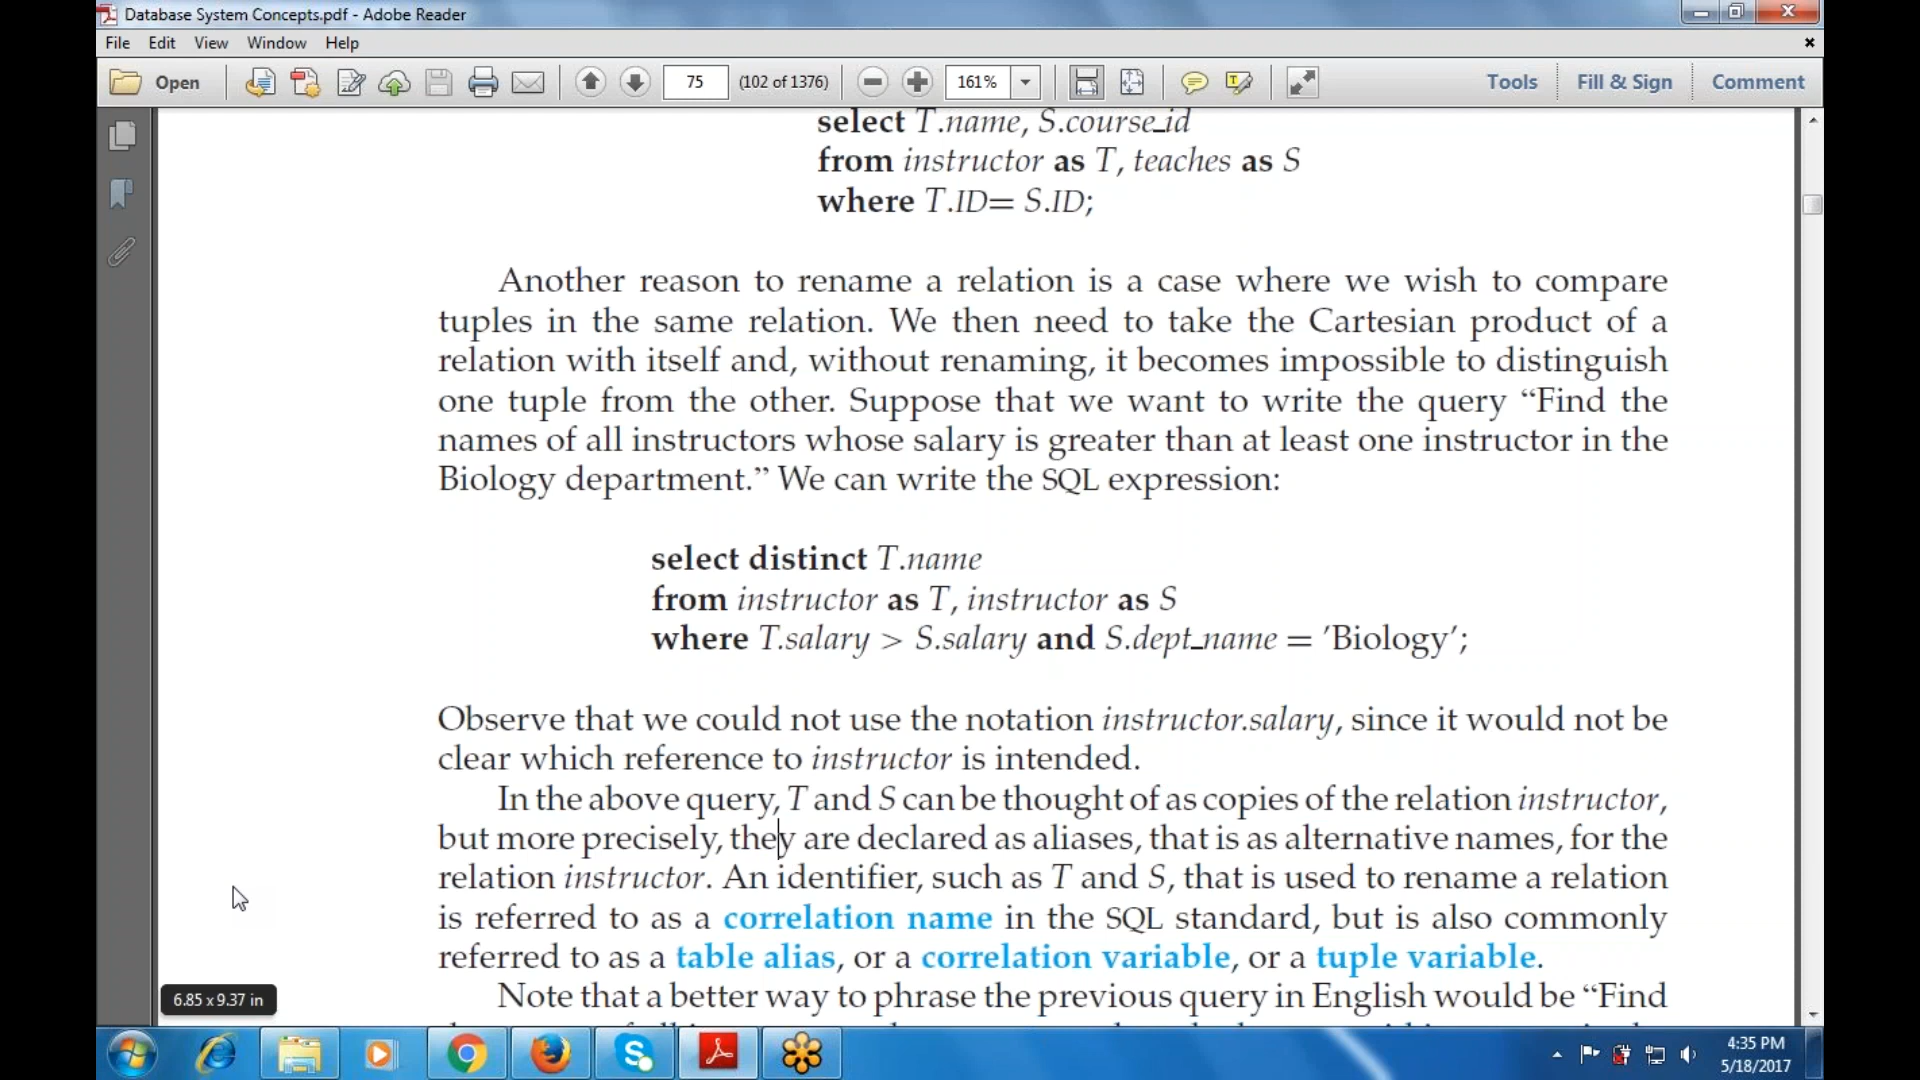 Database System Concepts.pdf - Adobe Reader
File Edit View Window Help
Open 75 (102 of 1376) 161% Tools Fill & Sign Comment
select T.name, S.course_id
from instructor as T, teaches as S
where T.ID= S.ID;
Another reason to rename a relation is a case where we wish to compare
tuples in the same relation. We then need to take the Cartesian product of a
relation with itself and, without renaming, it becomes impossible to distinguish
one tuple from the other. Suppose that we want to write the query “Find the
names of all instructors whose salary is greater than at least one instructor in the
Biology department.” We can write the SQL expression:
select distinct T.name
from instructor as T, instructor as S
where T.salary > S.salary and S.dept_name = ’Biology’;
Observe that we could not use the notation instructor.salary, since it would not be
clear which reference to instructor is intended.
In the above query, T and S can be thought of as copies of the relation instructor,
but more precisely, they are declared as aliases, that is as alternative names, for the
relation instructor. An identifier, such as T and S, that is used to rename a relation
is referred to as a correlation name in the SQL standard, but is also commonly
referred to as a table alias, or a correlation variable, or a tuple variable.
Note that a better way to phrase the previous query in English would be “Find
6.85 x 9.37 in
4:35 PM
5/18/2017